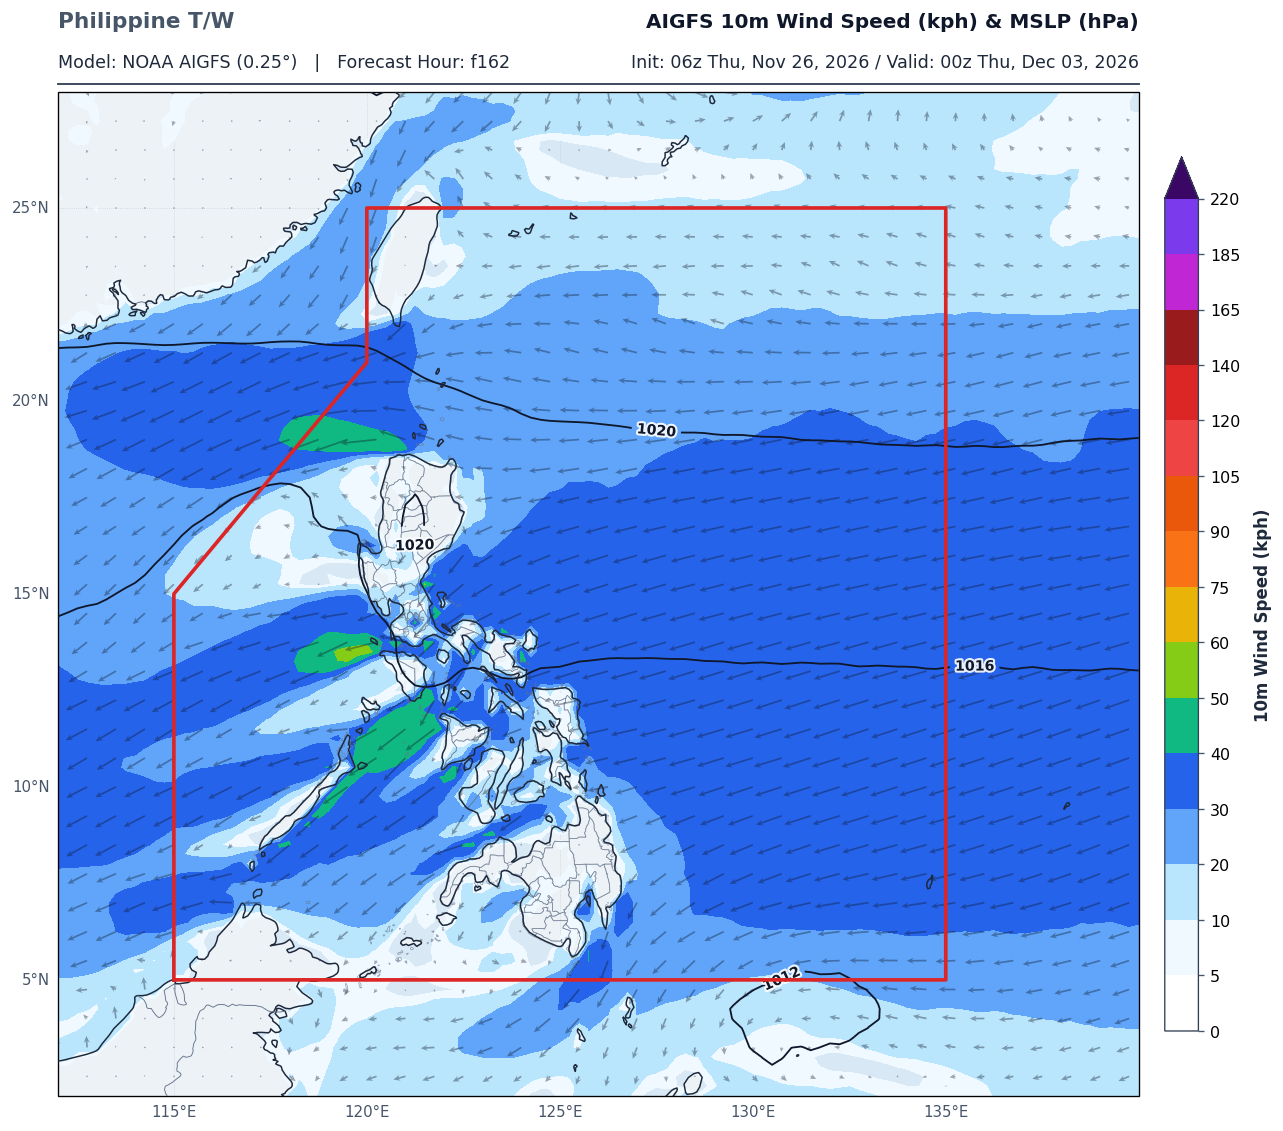 Philippine T/W
AIGFS 10m Wind Speed (kph) & MSLP (hPa)
Model: NOAA AIGFS (0.25°)   |   Forecast Hour: f162
Init: 06z Thu, Nov 26, 2026 / Valid: 00z Thu, Dec 03, 2026
25°N
20°N
15°N
10°N
5°N
115°E
120°E
125°E
130°E
135°E
1020
1020
1016
1012
220
185
165
140
120
105
90
75
60
50
40
30
20
10
5
0
10m Wind Speed (kph)